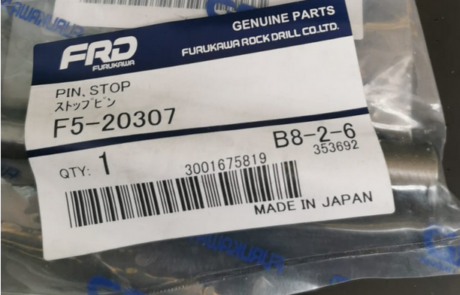 FRD
FURUKAWA
GENUINE PARTS
FURUKAWA ROCK DRILL CO.LTD.
PIN, STOP
ストップピン
F5-20307
B8-2-6
353692
QTY: 1
3001675819
MADE IN JAPAN